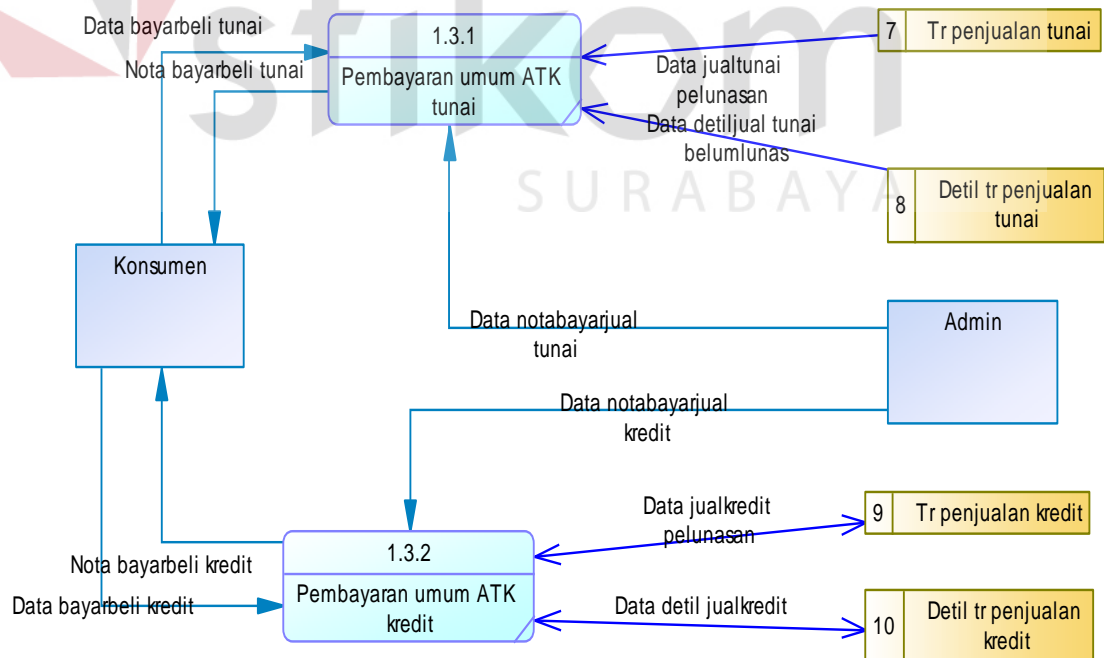 stikom
SURABAYA
Data bayarbeli tunai
Nota bayarbeli tunai
1.3.1
Pembayaran umum ATK
tunai
7
Tr penjualan tunai
Data jualtunai
pelunasan
Data detiljual tunai
belumlunas
8
Detil tr penjualan
tunai
Konsumen
Data notabayarjual
tunai
Admin
Data notabayarjual
kredit
Data jualkredit
pelunasan
9
Tr penjualan kredit
1.3.2
Pembayaran umum ATK
kredit
Nota bayarbeli kredit
Data bayarbeli kredit
Data detil jualkredit
10
Detil tr penjualan
kredit